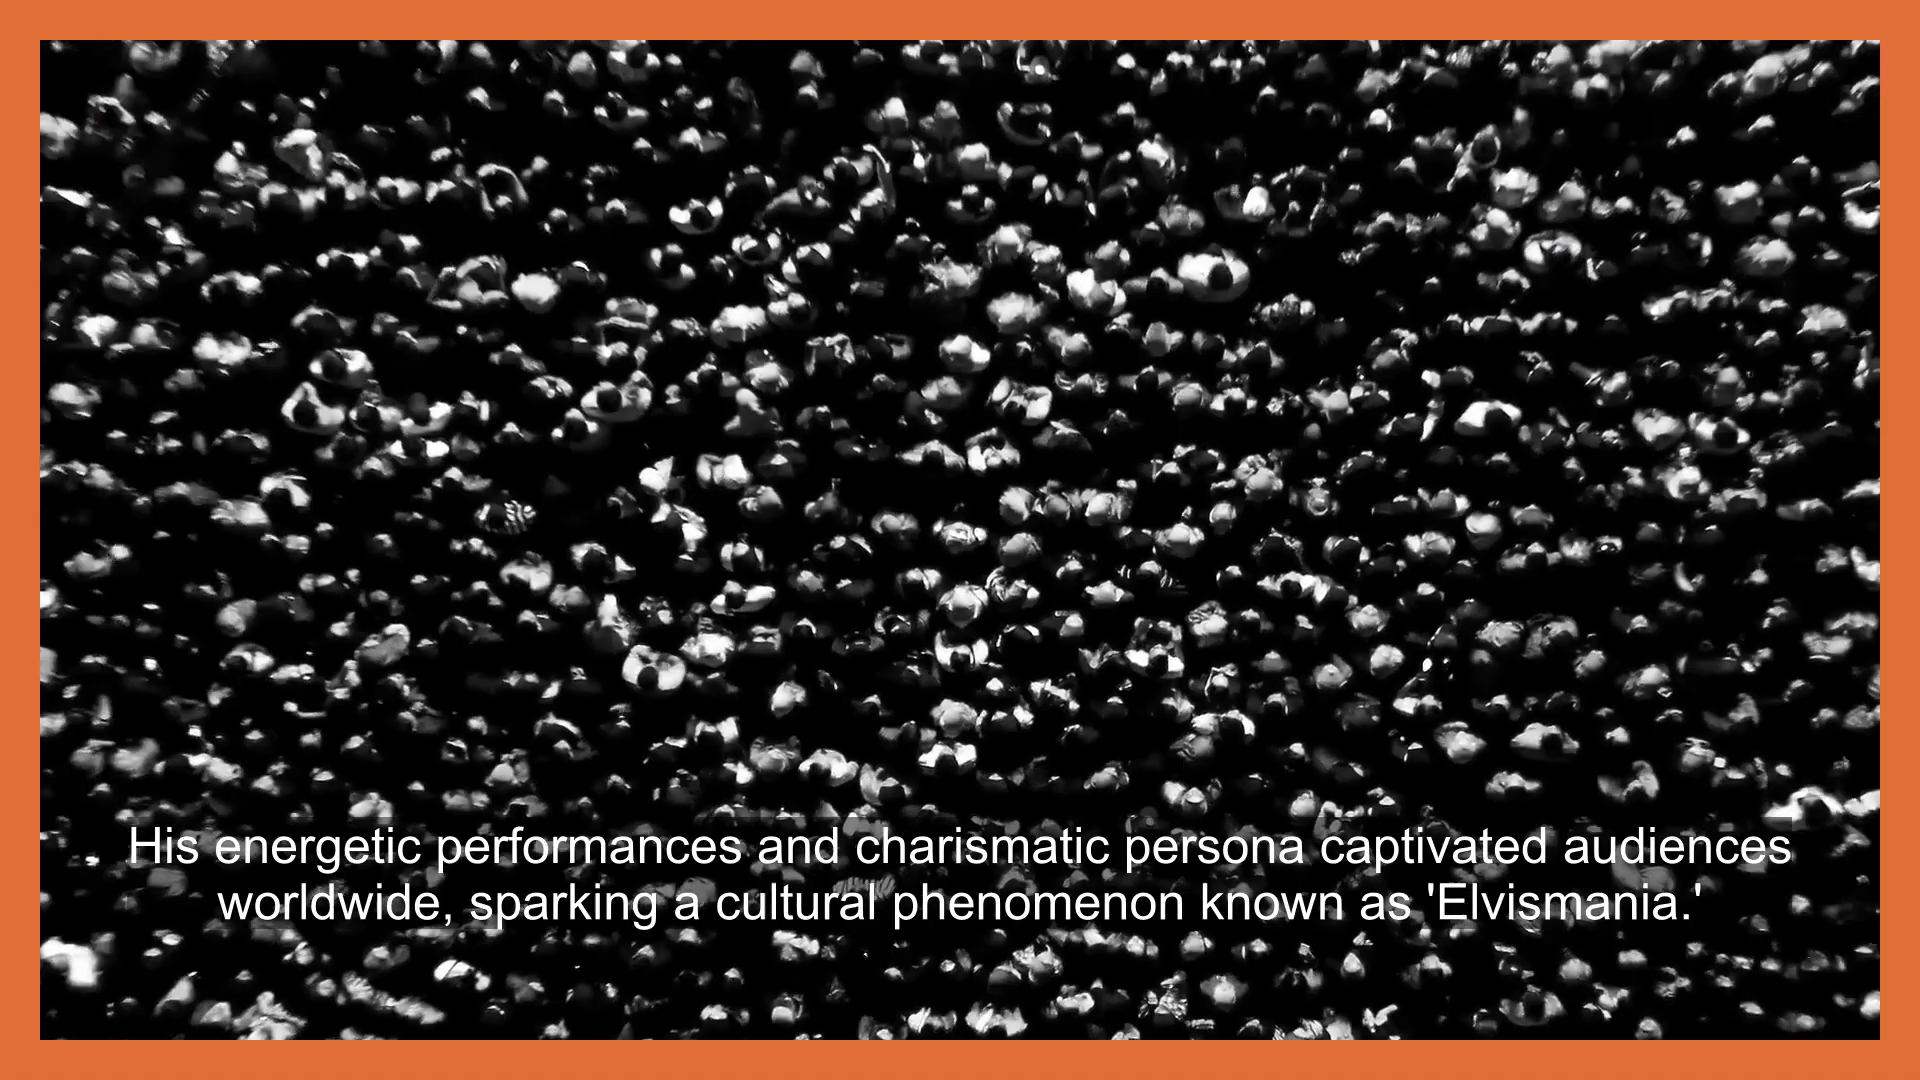 His energetic performances and charismatic persona captivated audiences
worldwide, sparking a cultural phenomenon known as 'Elvismania.'